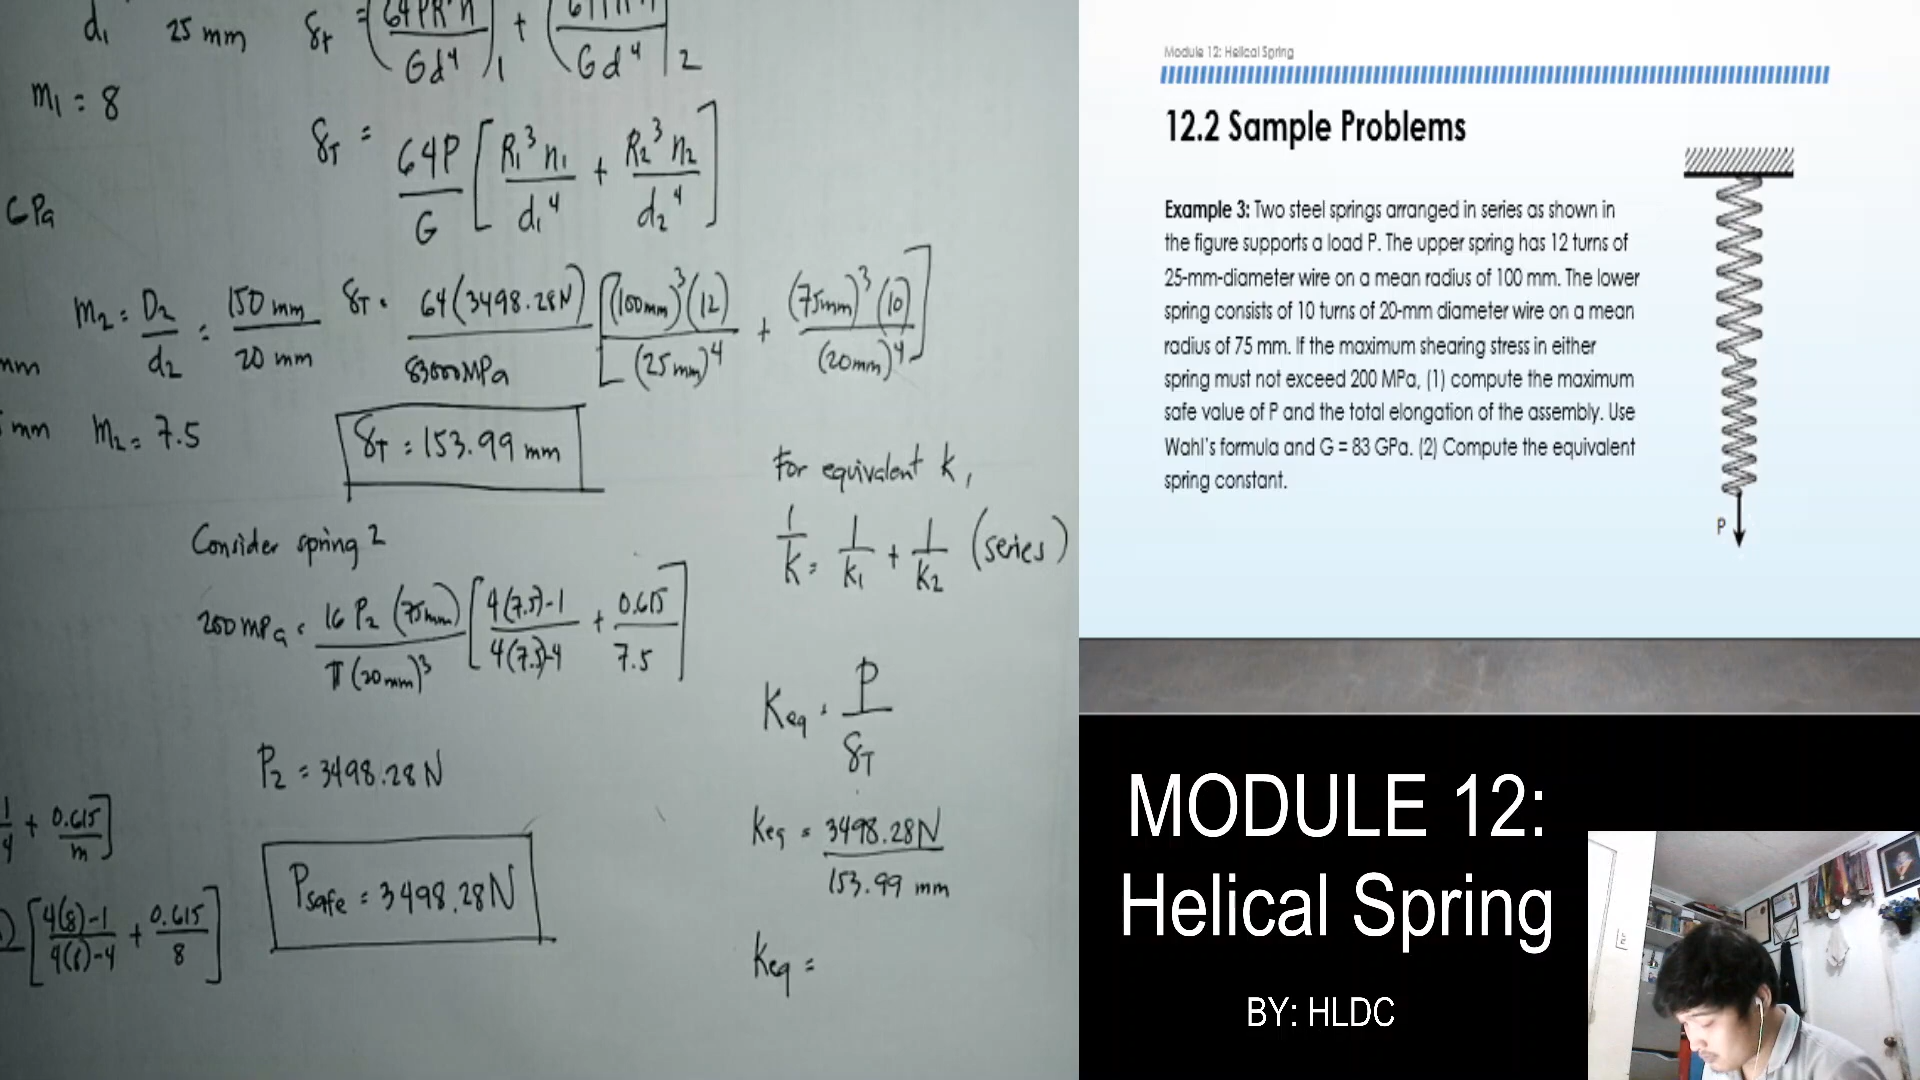 d₁ 25 mm δT = (64PR³n / Gd⁴)₁ + ( / Gd⁴)₂
m₁ = 8
δT = 64P / G [R₁³ n₁ / d₁⁴ + R₂³ n₂ / d₂⁴]
GPa
m₂ = D₂ / d₂ = 150 mm / 20 mm
δT = 64(3498.28N) / 83000MPa [(100mm)³(12) / (25mm)⁴ + (75mm)³(10) / (20mm)⁴]
mm
mm m₂ = 7.5
δT = 153.99 mm
Consider spring 2
200MPa = 16 P₂ (75mm) / π(20mm)³ [4(7.5)-1 / 4(7.5)-4 + 0.615 / 7.5]
P₂ = 3498.28 N
+ 0.615 / m]
Psafe = 3498.28N
[4(8)-1 / 4(8)-4 + 0.615 / 8]
For equivalent k,
1/k = 1/k₁ + 1/k₂ (series)
Keq = P / δT
Keq = 3498.28N / 153.99 mm
Keq =
Module 12: Helical Spring
12.2 Sample Problems
Example 3: Two steel springs arranged in series as shown in
the figure supports a load P. The upper spring has 12 turns of
25-mm-diameter wire on a mean radius of 100 mm. The lower
spring consists of 10 turns of 20-mm diameter wire on a mean
radius of 75 mm. If the maximum shearing stress in either
spring must not exceed 200 MPa, (1) compute the maximum
safe value of P and the total elongation of the assembly. Use
Wahl's formula and G = 83 GPa. (2) Compute the equivalent
spring constant.
P
MODULE 12:
Helical Spring
BY: HLDC